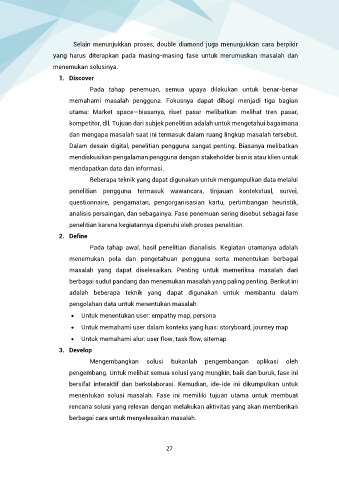 Selain menunjukkan proses, double diamond juga menunjukkan cara berpikir
yang harus diterapkan pada masing-masing fase untuk merumuskan masalah dan
menemukan solusinya.
1. Discover
Pada tahap penemuan, semua upaya dilakukan untuk benar-benar
memahami masalah pengguna. Fokusnya dapat dibagi menjadi tiga bagian
utama: Market space—biasanya, riset pasar melibatkan melihat tren pasar,
kompetitor, dll. Tujuan dari subjek penelitian adalah untuk mengetahui bagaimana
dan mengapa masalah saat ini termasuk dalam ruang lingkup masalah tersebut.
Dalam desain digital, penelitian pengguna sangat penting. Biasanya melibatkan
mendiskusikan pengalaman pengguna dengan stakeholder bisnis atau klien untuk
mendapatkan data dan informasi.
Beberapa teknik yang dapat digunakan untuk mengumpulkan data melalui
penelitian pengguna termasuk wawancara, tinjauan kontekstual, survei,
questionnaire, pengamatan, pengorganisasian kartu, pertimbangan heuristik,
analisis persaingan, dan sebagainya. Fase penemuan sering disebut sebagai fase
penelitian karena kegiatannya dipenuhi oleh proses penelitian.
2. Define
Pada tahap awal, hasil penelitian dianalisis. Kegiatan utamanya adalah
menemukan pola dan pengetahuan pengguna serta menentukan berbagai
masalah yang dapat diselesaikan. Penting untuk memeriksa masalah dari
berbagai sudut pandang dan menemukan masalah yang paling penting. Berikut ini
adalah beberapa teknik yang dapat digunakan untuk membantu dalam
pengolahan data untuk menentukan masalah:
• Untuk menentukan user: empathy map, persona
• Untuk memahami user dalam konteks yang luas: storyboard, journey map
• Untuk memahami alur: user flow, task flow, sitemap
3. Develop
Mengembangkan solusi bukanlah pengembangan aplikasi oleh
pengembang. Untuk melihat semua solusi yang mungkin, baik dan buruk, fase ini
bersifat interaktif dan berkolaborasi. Kemudian, ide-ide ini dikumpulkan untuk
menentukan solusi masalah. Fase ini memiliki tujuan utama untuk membuat
rencana solusi yang relevan dengan melakukan aktivitas yang akan memberikan
berbagai cara untuk menyelesaikan masalah.
27